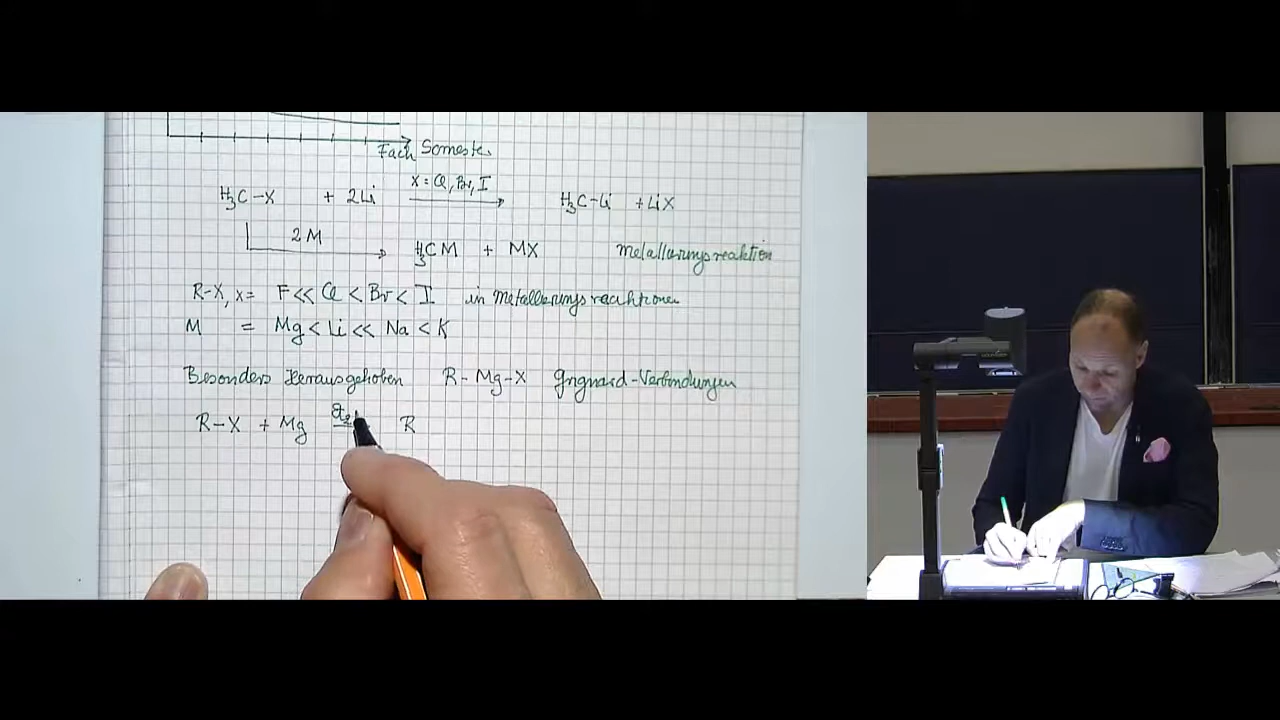 Fach Semester
H₃C-X + 2Li X = Cl, Br, I H₃C-Li + LiX
2M H₃CM + MX Metallierungsreaktion
R-X, X = F << Cl < Br < I in Metallierungsreaktionen
M = Mg < Li << Na < K
Besonders Herausgehoben R-Mg-X Grignard-Verbindungen
R-X + Mg R